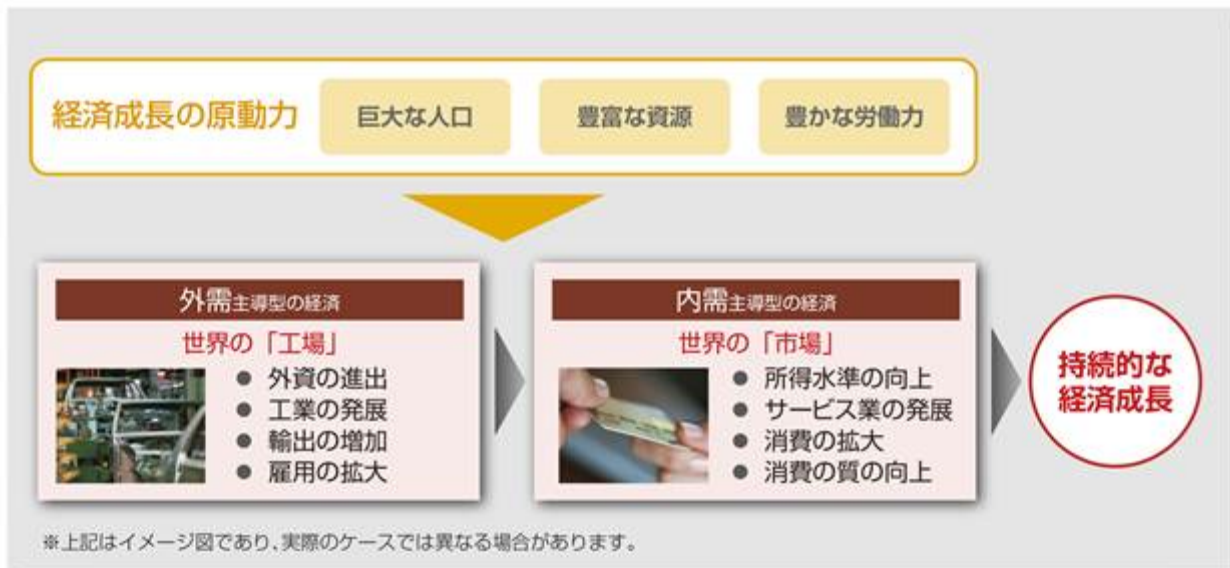 経済成長の原動力
巨大な人口
豊富な資源
豊かな労働力
外需主導型の経済
世界の「工場」
● 外資の進出
● 工業の発展
● 輸出の増加
● 雇用の拡大
内需主導型の経済
世界の「市場」
● 所得水準の向上
● サービス業の発展
● 消費の拡大
● 消費の質の向上
持続的な
経済成長
※上記はイメージ図であり、実際のケースでは異なる場合があります。